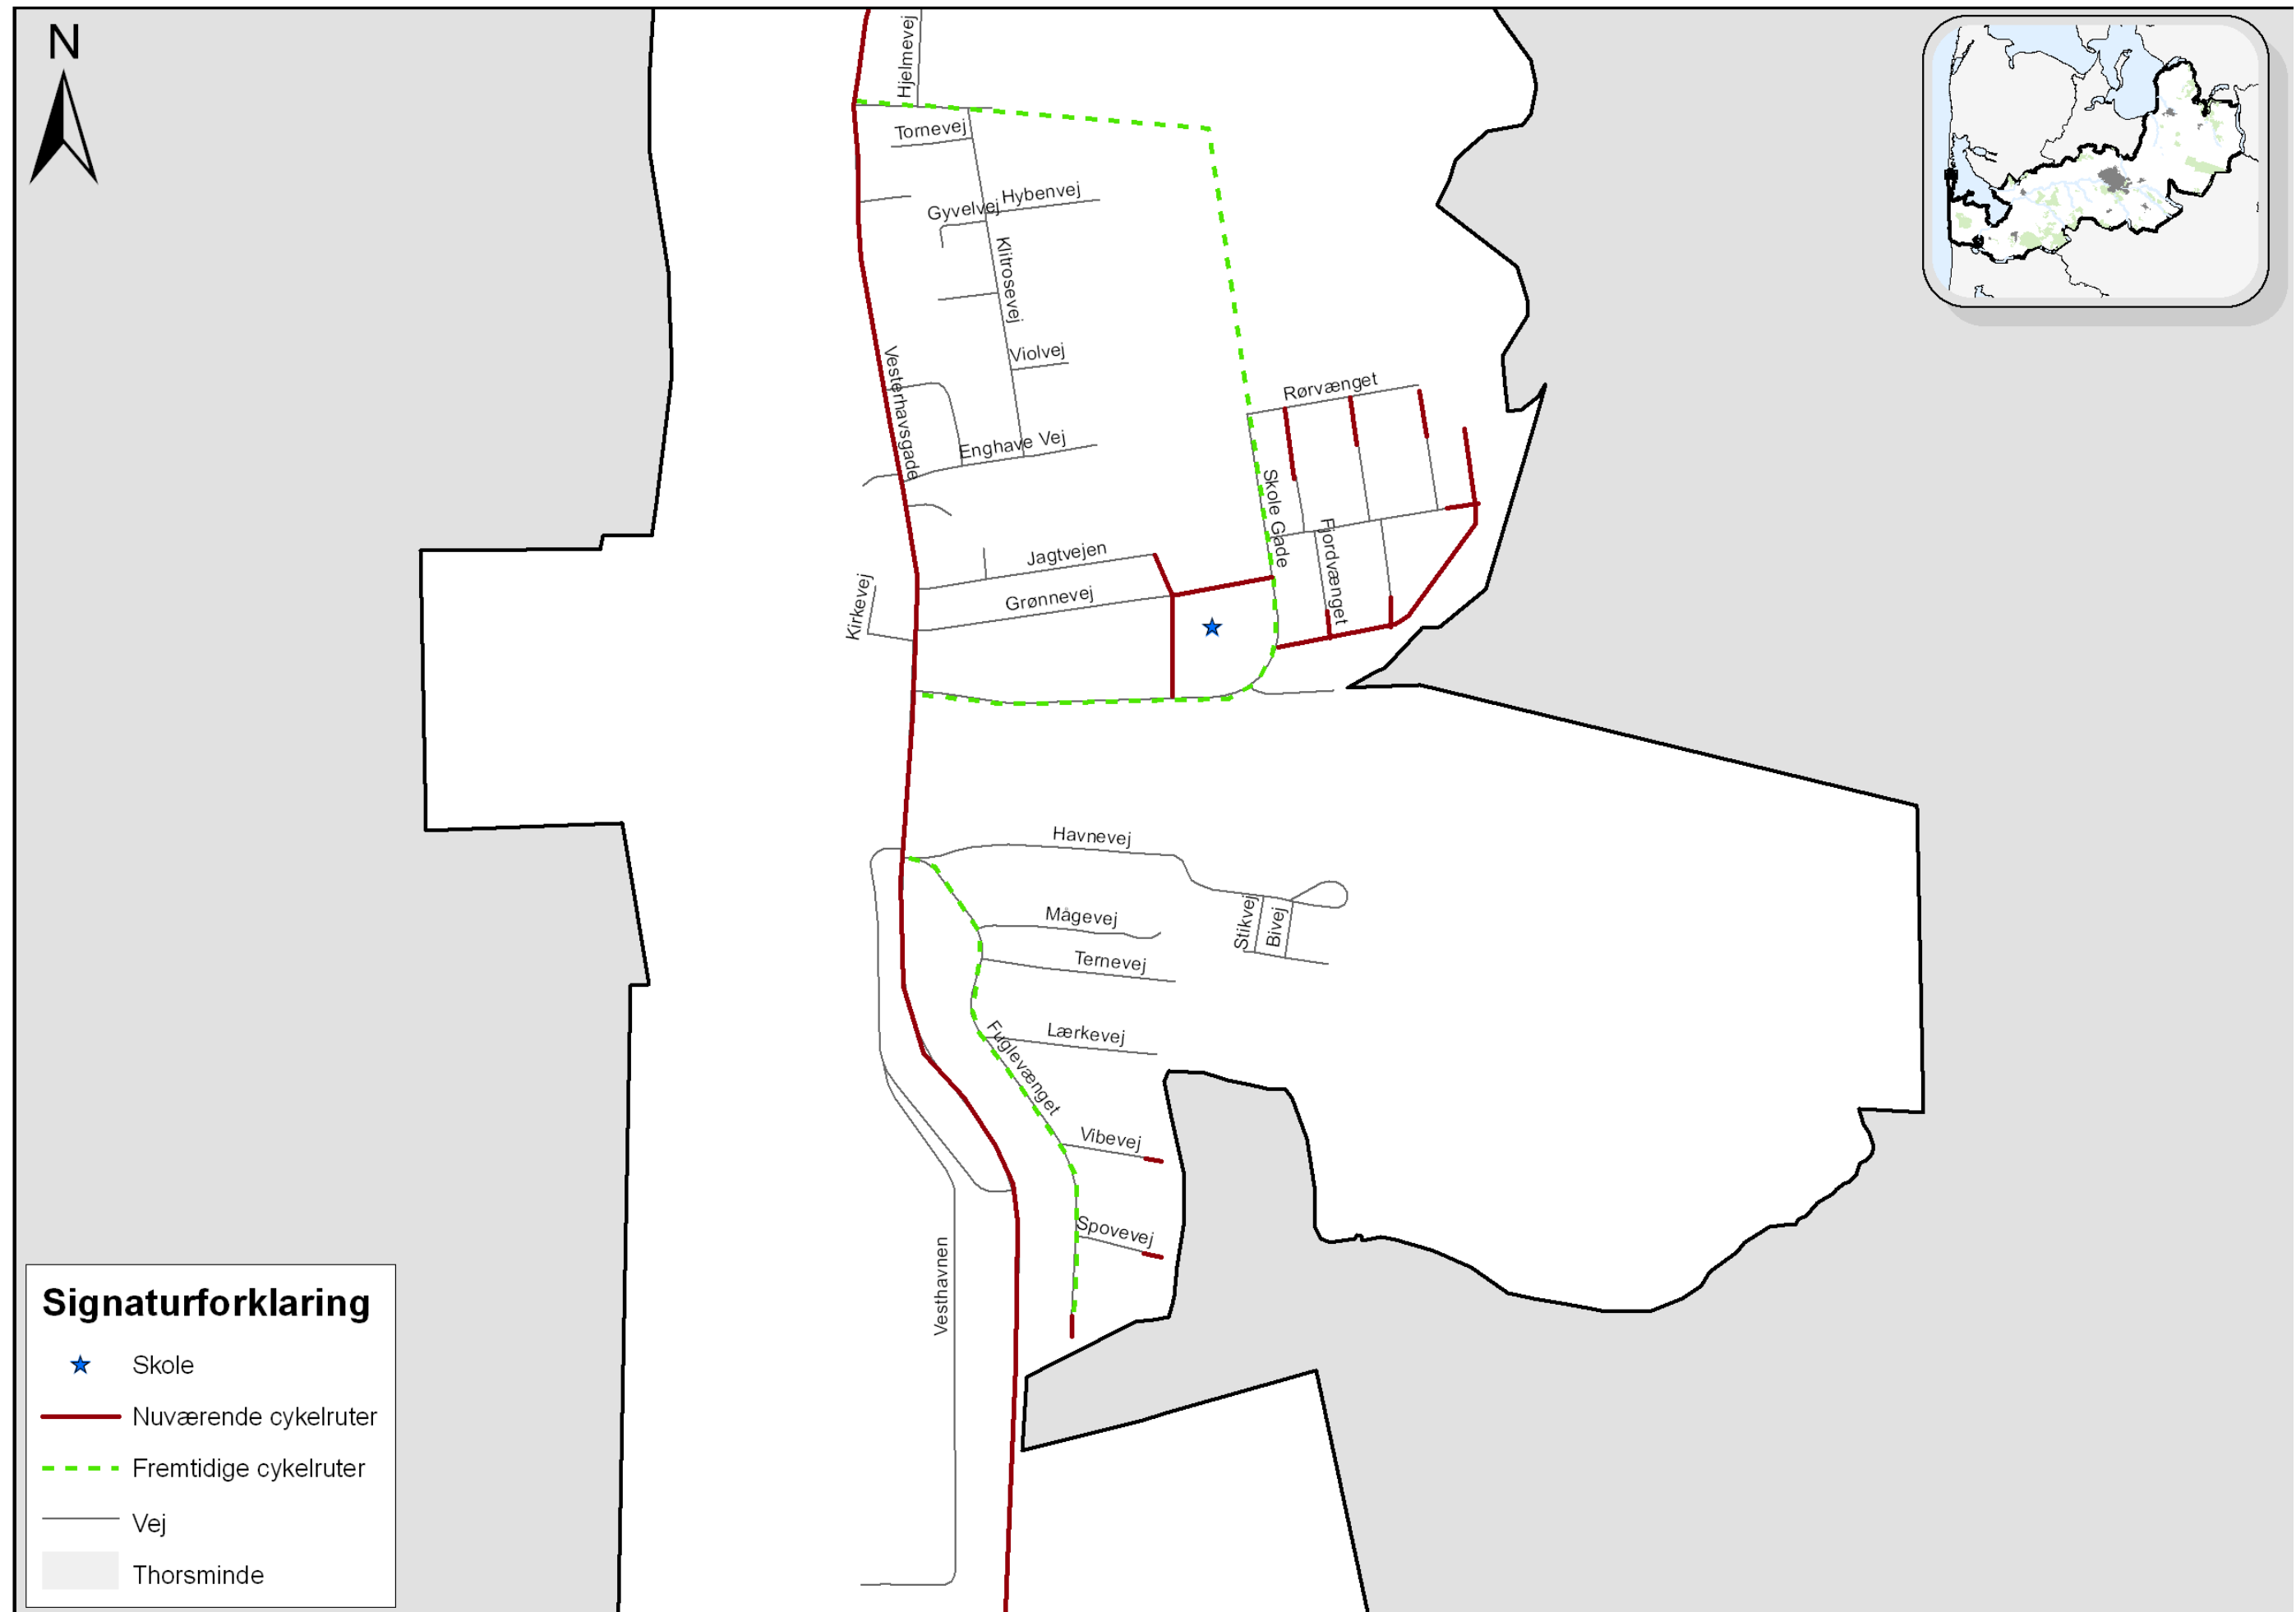 N
Hjelmevej
Tornevej
Hybenvej
Gyvelvej
Klitrosevej
Violvej
Vesterhavsgade
Enghave Vej
Rørvænget
Skole Gade
Fjordvænget
Jagtvejen
Grønnevej
Kirkevej
Havnevej
Mågevej
Stikvej
Bivej
Ternevej
Lærkevej
Fuglevænget
Vibevej
Spovevej
Vesthavnen
Signaturforklaring
Skole
Nuværende cykelruter
Fremtidige cykelruter
Vej
Thorsminde